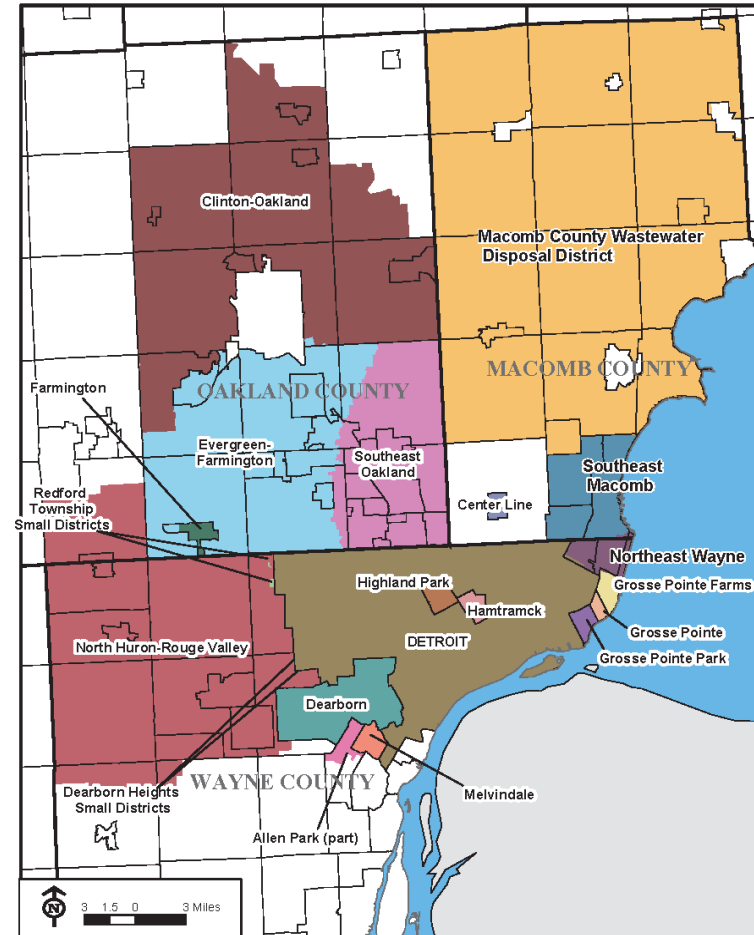 Clinton-Oakland
Macomb County Wastewater
Disposal District
MACOMB COUNTY
Farmington
OAKLAND COUNTY
Evergreen-
Farmington
Southeast
Oakland
Southeast
Macomb
Redford
Township
Small Districts
Center Line
Northeast Wayne
Highland Park
Grosse Pointe Farms
Hamtramck
Grosse Pointe
North Huron-Rouge Valley
DETROIT
Grosse Pointe Park
Dearborn
WAYNE COUNTY
Dearborn Heights
Small Districts
Melvindale
Allen Park (part)
N
3 1.5 0 3 Miles